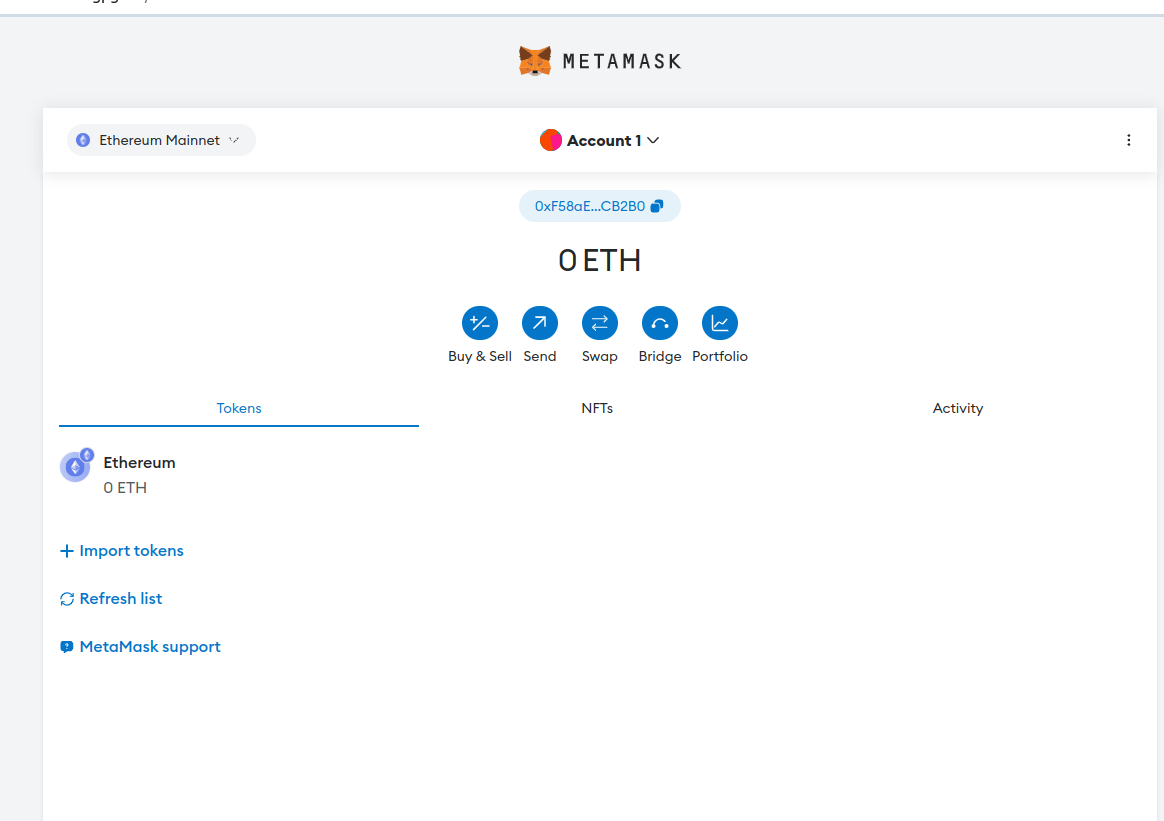 METAMASK
Ethereum Mainnet
Account 1
0xF58aE...CB2B0
0 ETH
Buy & Sell Send Swap Bridge Portfolio
Tokens NFTs Activity
Ethereum
0 ETH
Import tokens
Refresh list
MetaMask support